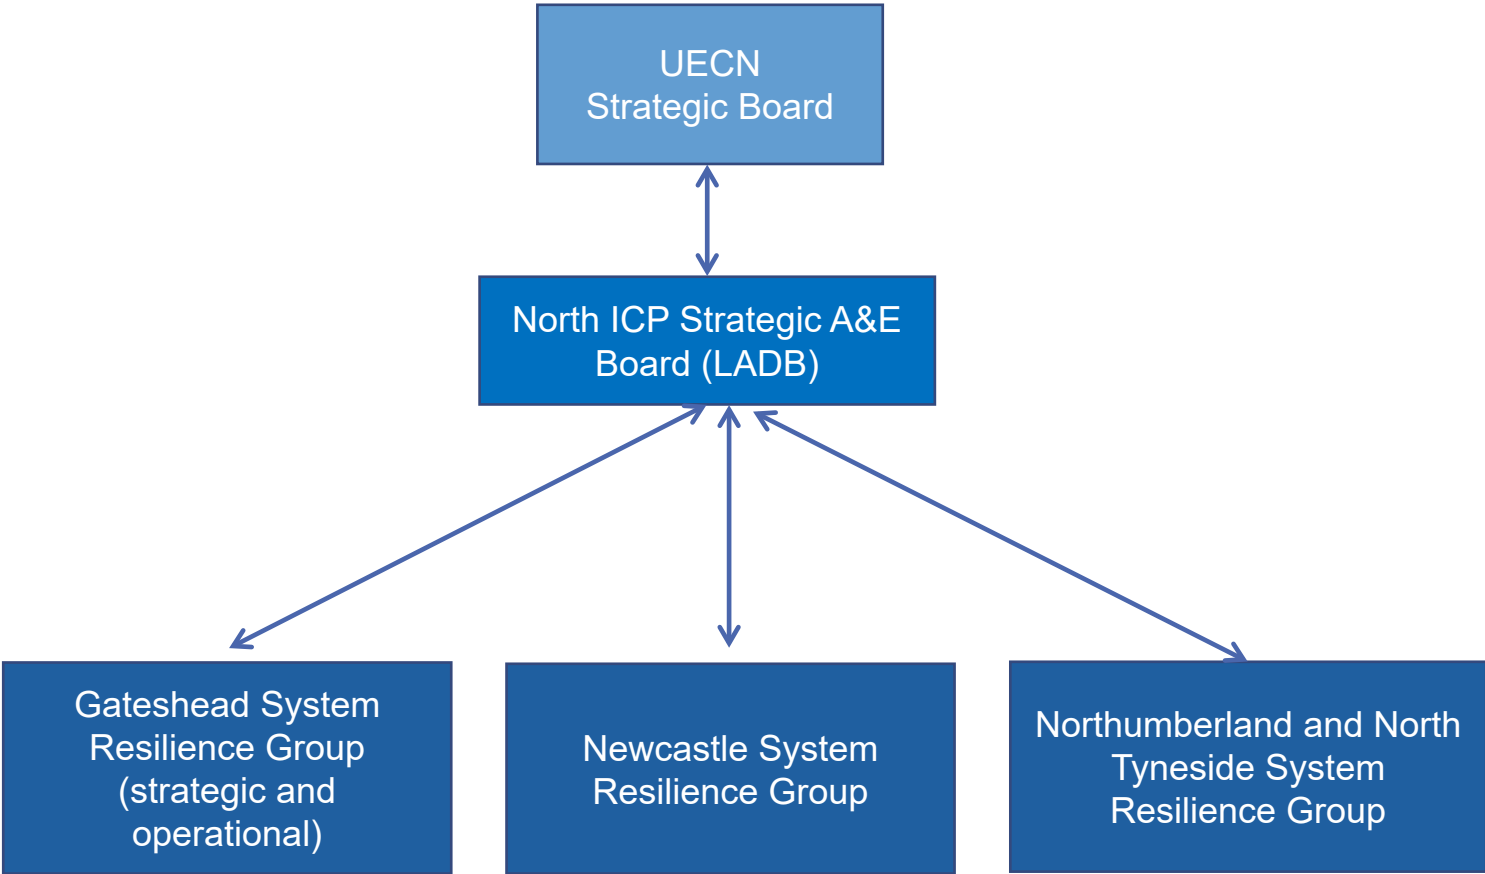 UECN
Strategic Board
North ICP Strategic A&E
Board (LADB)
Gateshead System
Resilience Group
(strategic and
operational)
Newcastle System
Resilience Group
Northumberland and North
Tyneside System
Resilience Group